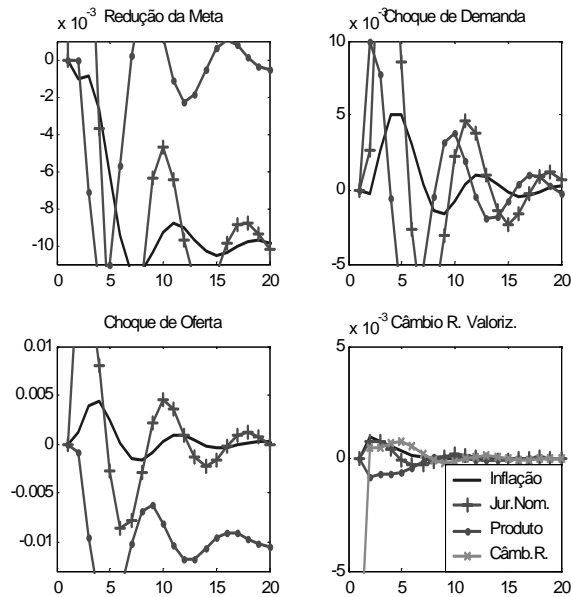 Redução da Meta
x 10⁻³
0
-2
-4
-6
-8
-10
0 5 10 15 20
Choque de Demanda
x 10⁻³
10
5
0
-5
0 5 10 15 20
Choque de Oferta
0.01
0.005
0
-0.005
-0.01
0 5 10 15 20
Câmbio R. Valoriz.
x 10⁻³
5
0
-5
0 5 10 15 20
Inflação
Jur.Nom.
Produto
Câmb.R.